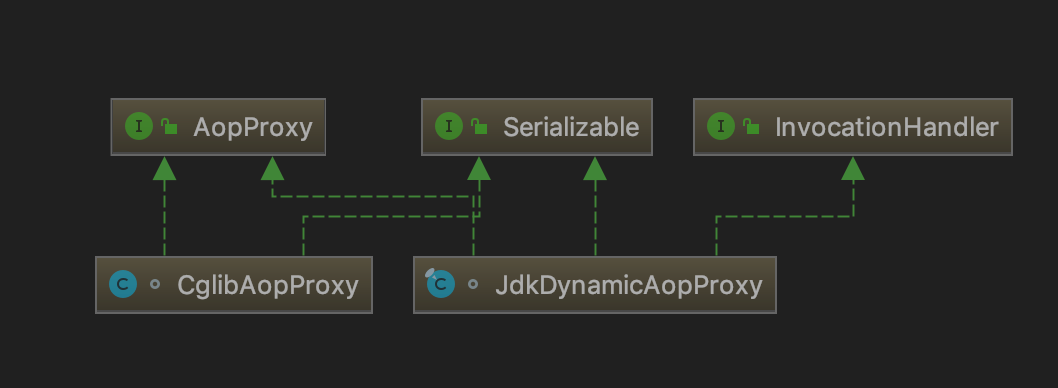 I AopProxy
I Serializable
I InvocationHandler
C CglibAopProxy
C JdkDynamicAopProxy